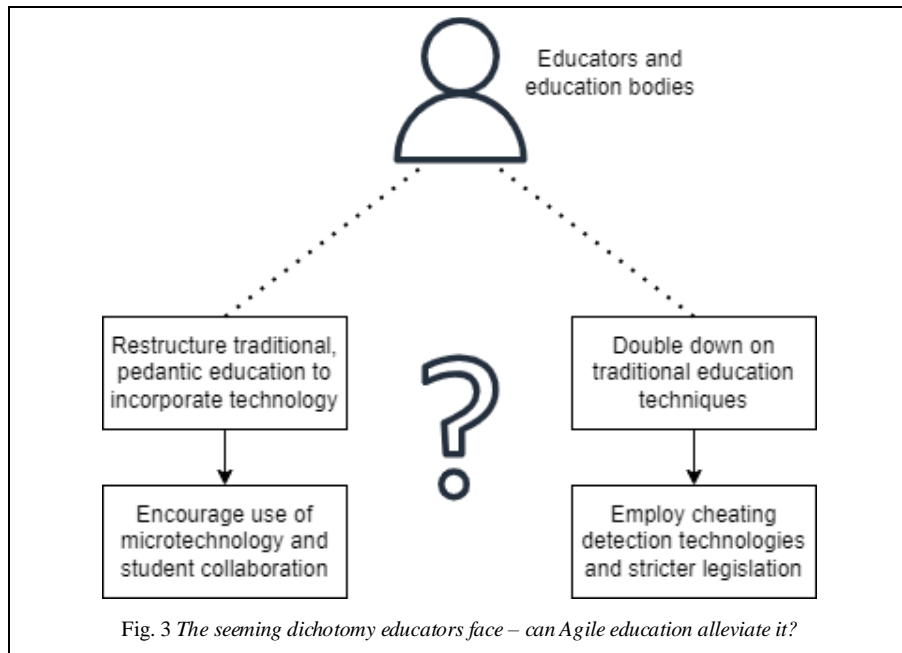 Educators and
education bodies
Restructure traditional,
pedantic education to
incorporate technology
Double down on
traditional education
techniques
?
Encourage use of
microtechnology and
student collaboration
Employ cheating
detection technologies
and stricter legislation
Fig. 3 The seeming dichotomy educators face – can Agile education alleviate it?